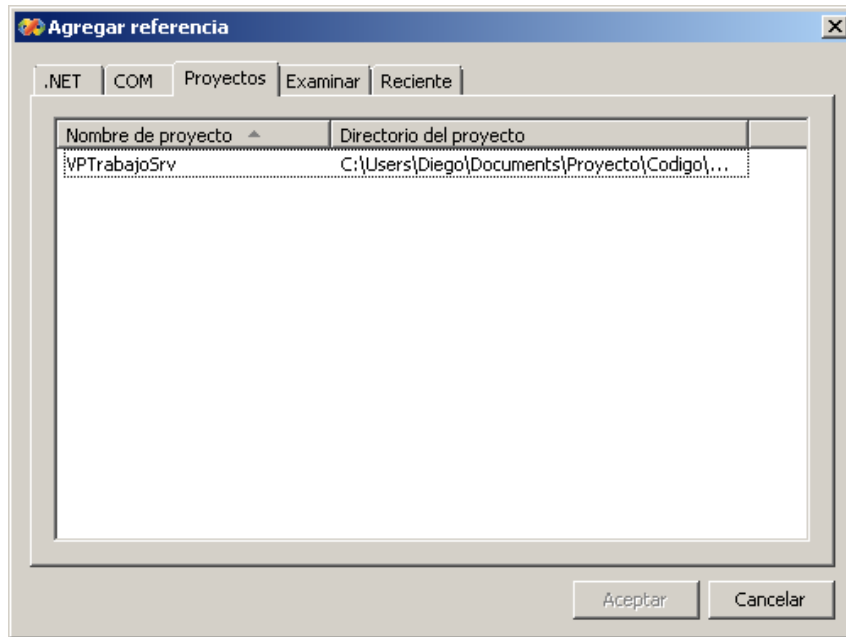 Agregar referencia
.NET COM Proyectos Examinar Reciente
Nombre de proyecto Directorio del proyecto
VPTrabajoSrv C:\Users\Diego\Documents\Proyecto\Codigo\...
Aceptar Cancelar